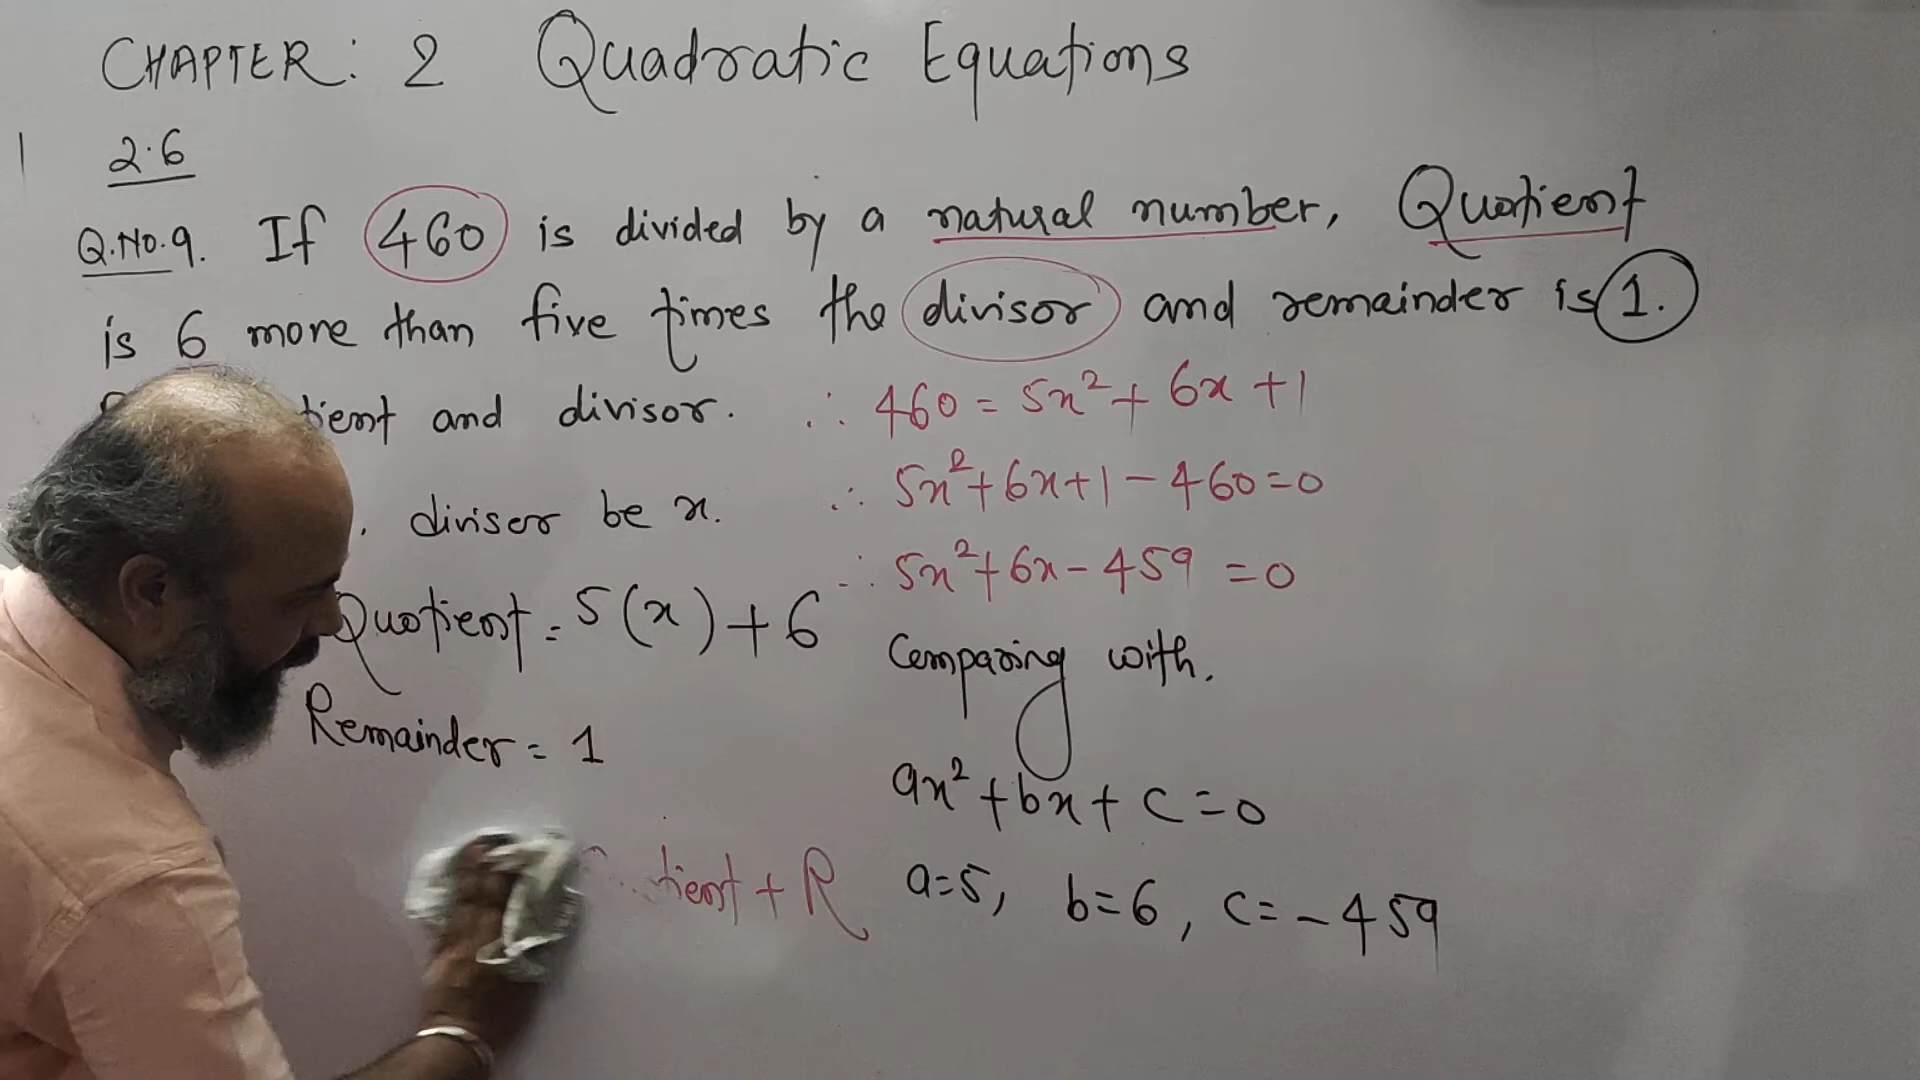 CHAPTER: 2 Quadratic Equations
2.6
Q.No.9. If 460 is divided by a natural number, Quotient
is 6 more than five times the divisor and remainder is 1.
and divisor.
divisor be x.
Quotient = 5(x) + 6
Remainder = 1
+ R
∴ 460 = 5x² + 6x + 1
∴ 5x² + 6x + 1 - 460 = 0
∴ 5x² + 6x - 459 = 0
Comparing with.
ax² + bx + c = 0
a=5, b=6, c= -459